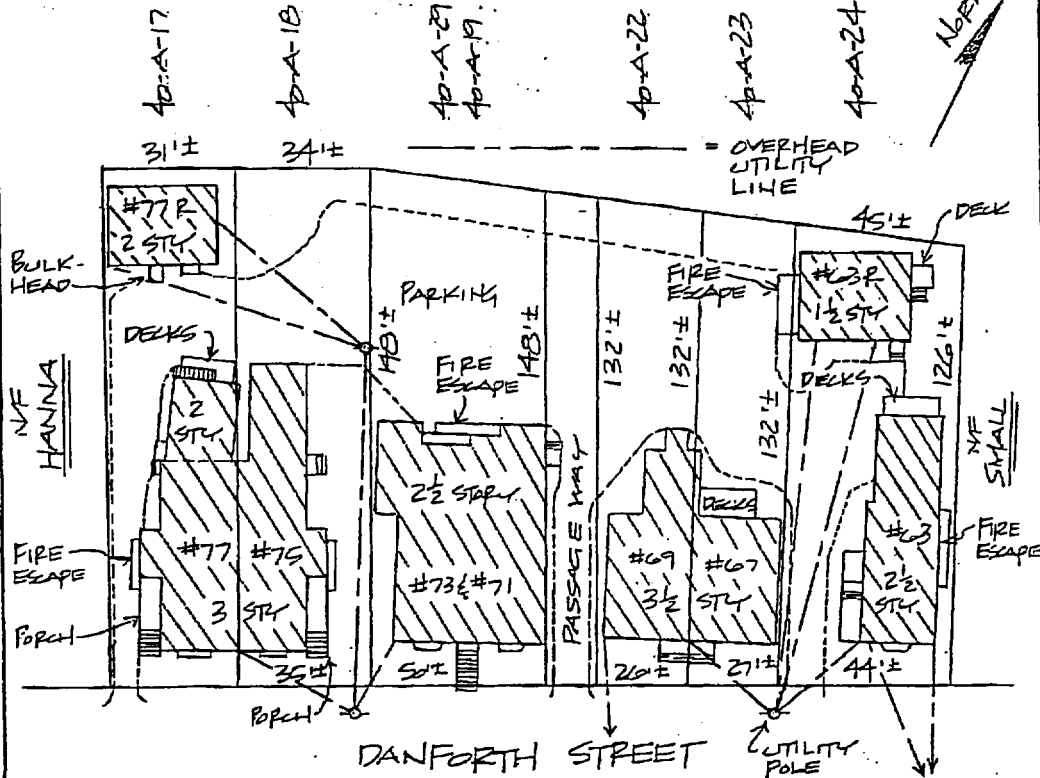 40-A-17
40-A-18
40-A-29
40-A-19
40-A-22
40-A-23
40-A-24
NORTH
31'±
34'±
= OVERHEAD
UTILITY
LINE
45'±
DECK
#77R
2 STY
BULK-
HEAD
PARKING
FIRE
ESCAPE
#63R
1½ STY
DECKS
148'±
148'±
132'±
132'±
132'±
126'±
FIRE
ESCAPE
DECKS
N/F
HANNA
2
STY
N/F
SMALL
2½ STORY
PASSAGE WAY
DECKS
#77
#75
3 STY
#73 & #71
#69
#67
3½ STY
#63
2½
STY
FIRE
ESCAPE
FIRE
ESCAPE
PORCH
35'±
50'±
26'±
27'±
44'±
PORCH
DANFORTH STREET
UTILITY
POLE